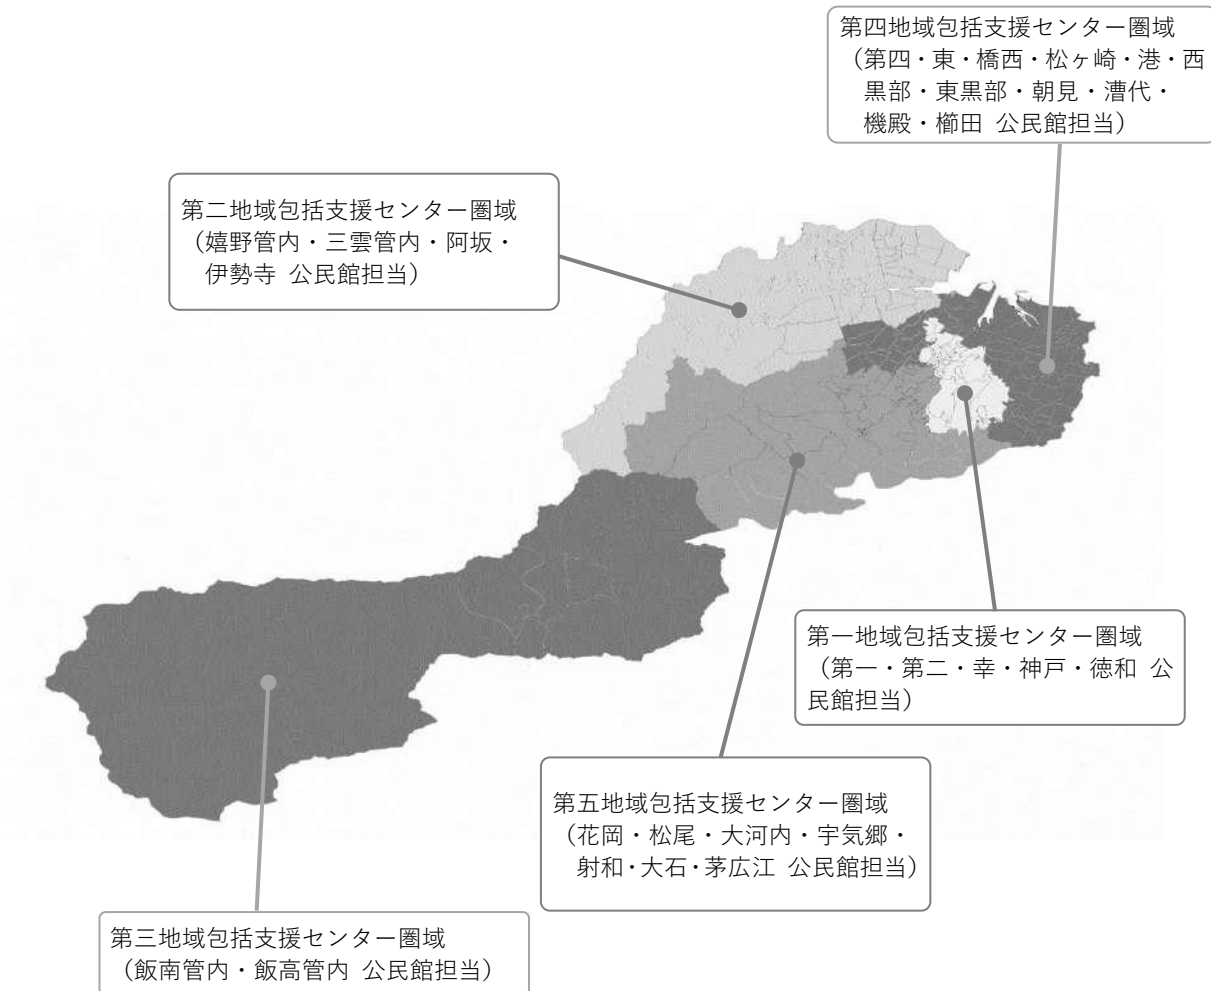 第四地域包括支援センター圏域
（第四・東・橋西・松ヶ崎・港・西
黒部・東黒部・朝見・漕代・
機殿・櫛田 公民館担当）
第二地域包括支援センター圏域
（嬉野管内・三雲管内・阿坂・
伊勢寺 公民館担当）
第一地域包括支援センター圏域
（第一・第二・幸・神戸・徳和 公
民館担当）
第五地域包括支援センター圏域
（花岡・松尾・大河内・宇気郷・
射和・大石・茅広江 公民館担当）
第三地域包括支援センター圏域
（飯南管内・飯高管内 公民館担当）